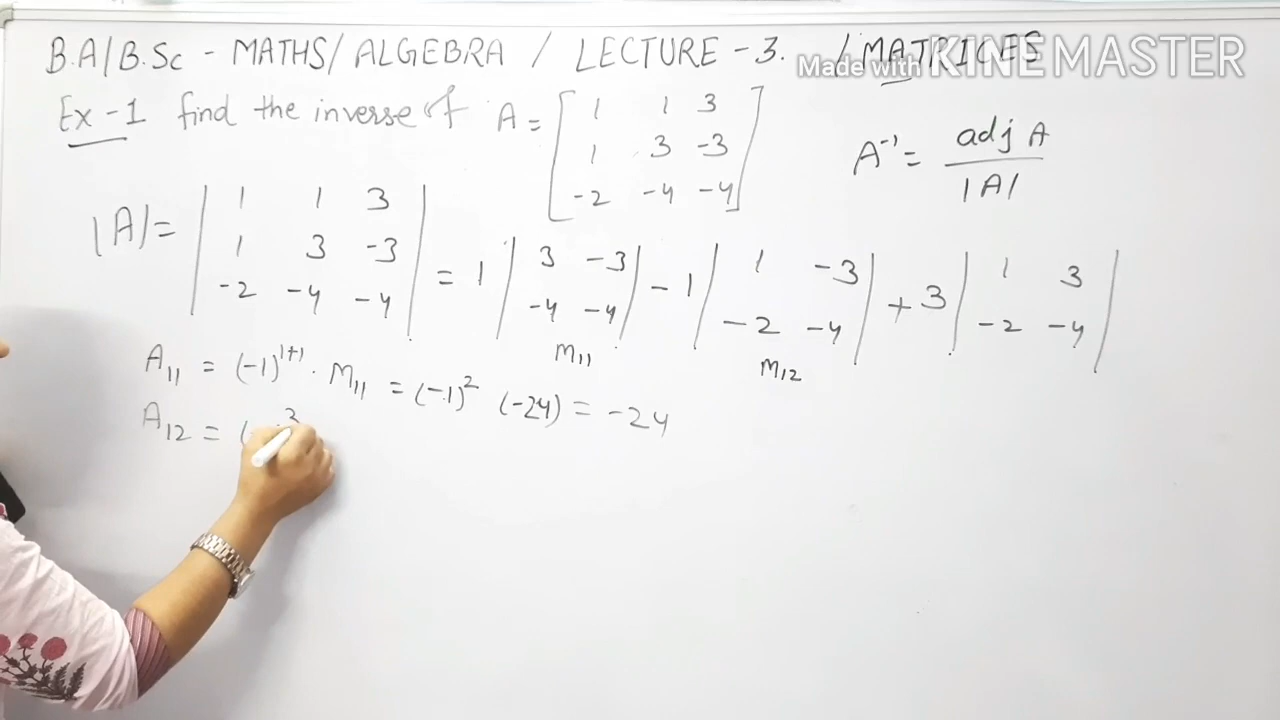 B.A/B.Sc - MATHS/ ALGEBRA / LECTURE - 3. / MATRICES
Made with KINEMASTER
Ex-1 find the inverse of A = [ 1 1 3
1 3 -3
-2 -4 -4 ]
A⁻¹ = adj A
|A|
|A| = | 1 1 3
1 3 -3
-2 -4 -4 |
= 1 | 3 -3
-4 -4 |
- 1 | 1 -3
-2 -4 |
+ 3 | 1 3
-2 -4 |
M₁₁
M₁₂
A₁₁ = (-1)¹⁺¹ · M₁₁ = (-1)² (-24) = -24
A₁₂ = (